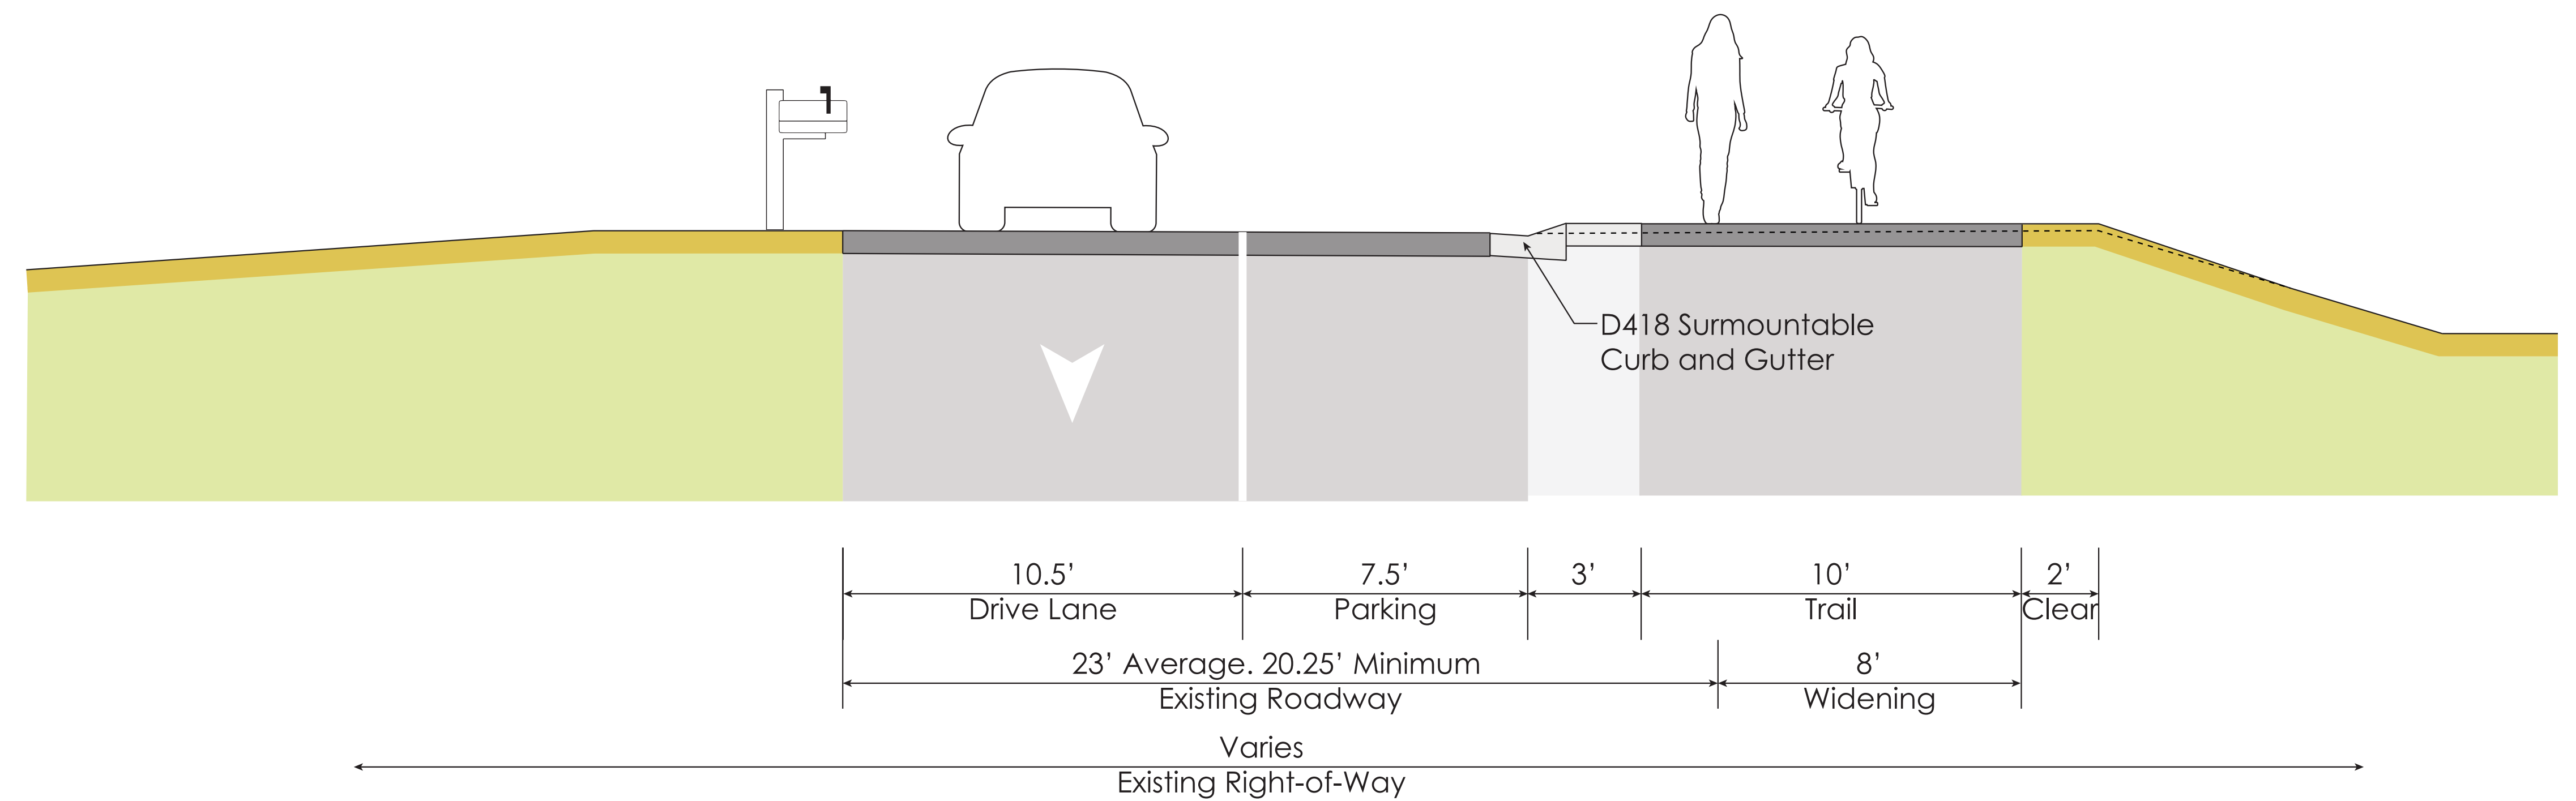 D418 Surmountable
Curb and Gutter
10.5’
7.5’
3’
10'
2’
Drive Lane
Parking
Trail
Clear
23’ Average. 20.25’ Minimum
8’
Existing Roadway
Widening
Varies
Existing Right-of-Way